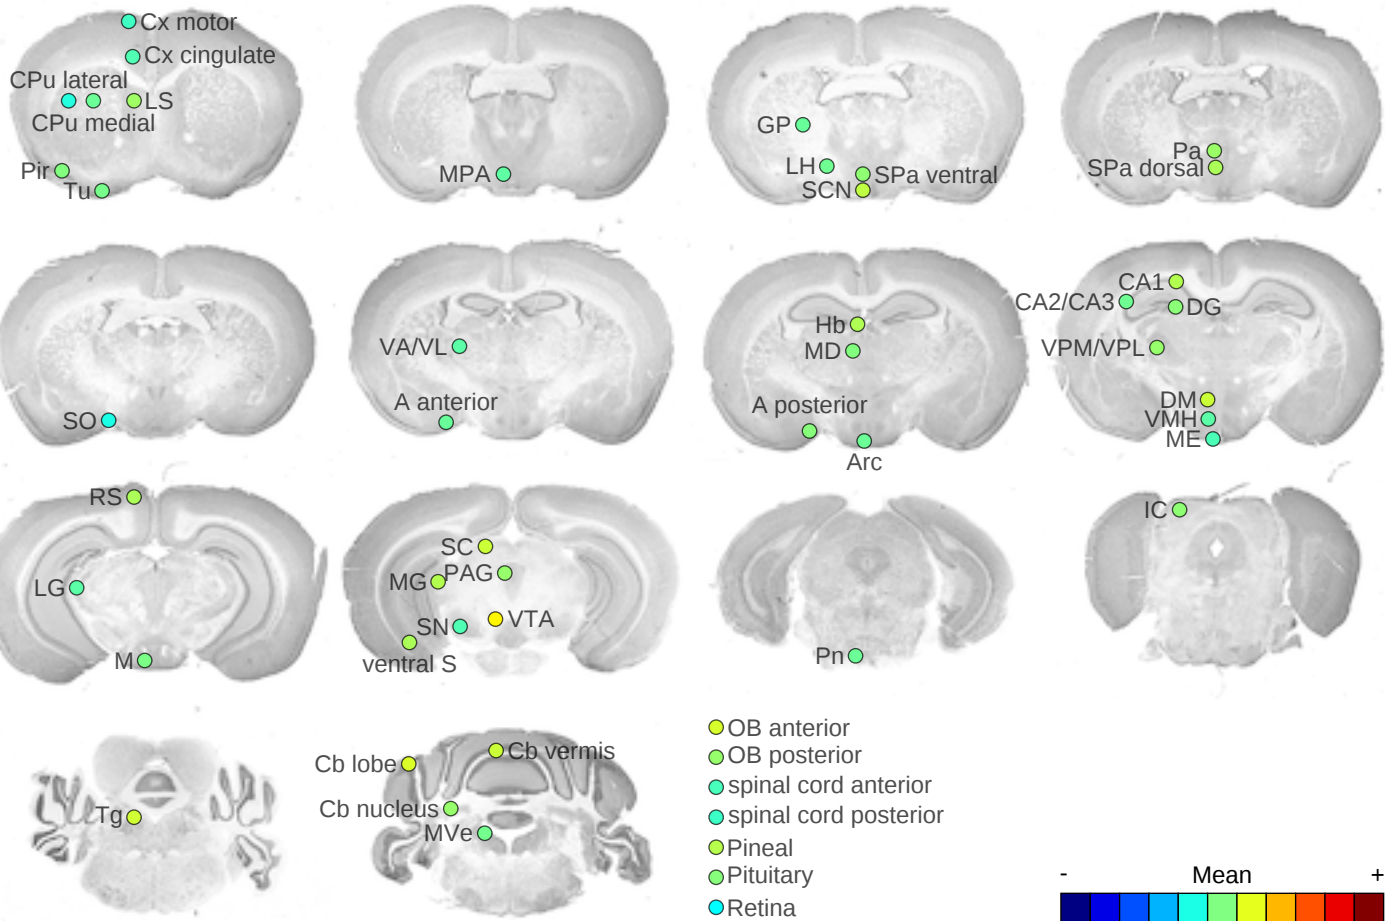 Cx motor
Cx cingulate
CPu lateral
LS
CPu medial
Pir
Tu
MPA
GP
LH
SPa ventral
SCN
Pa
SPa dorsal
SO
VA/VL
A anterior
Hb
MD
A posterior
Arc
CA1
CA2/CA3
DG
VPM/VPL
DM
VMH
ME
RS
LG
M
SC
MG
PAG
SN
VTA
ventral S
Pn
IC
Tg
Cb lobe
Cb vermis
Cb nucleus
MVe
OB anterior
OB posterior
spinal cord anterior
spinal cord posterior
Pineal
Pituitary
Retina
- Mean +